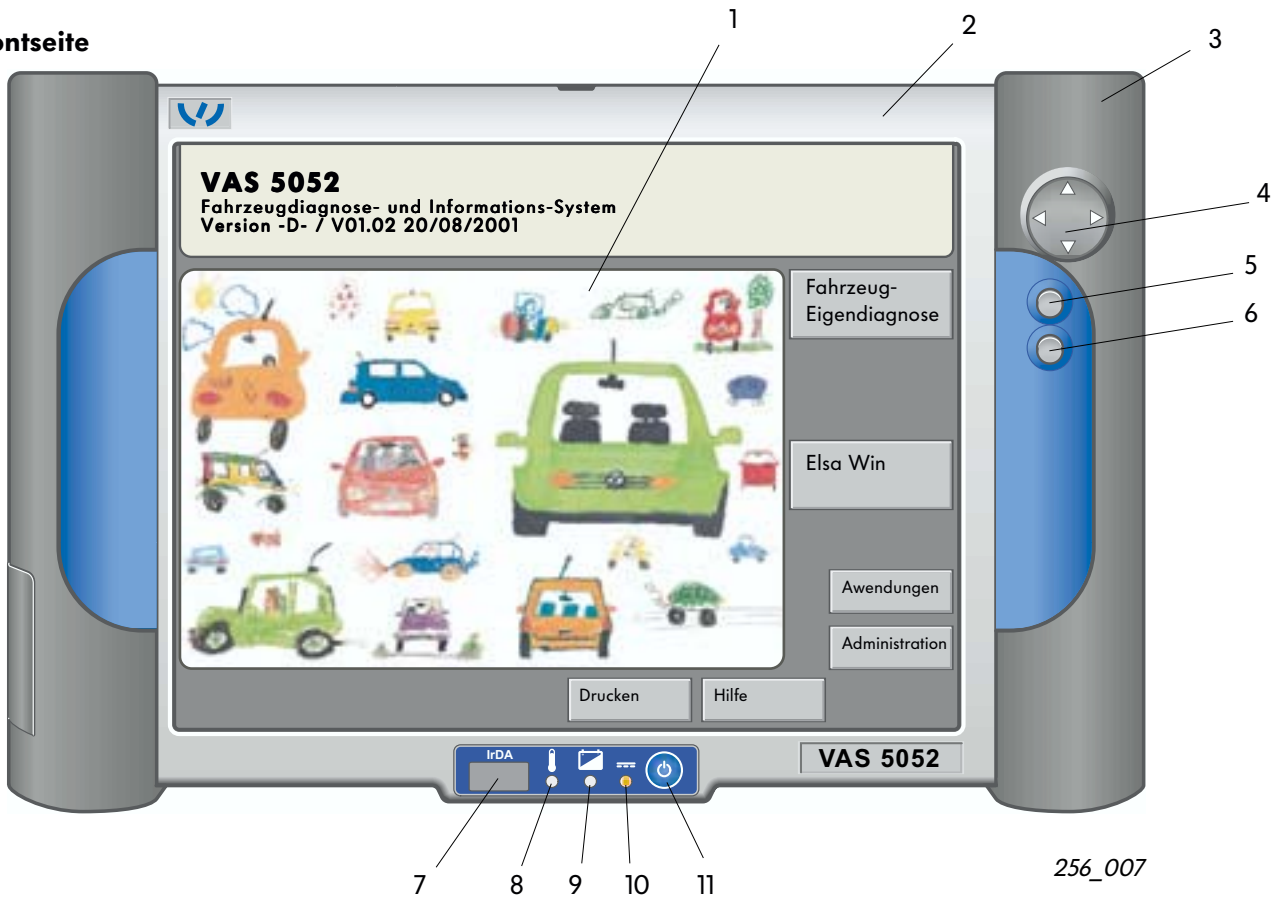 ontseite
1
2
3
VAS 5052
Fahrzeugdiagnose- und Informations-System
Version -D- / V01.02 20/08/2001
4
5
6
Fahrzeug-
Eigendiagnose
Elsa Win
Awendungen
Administration
Drucken
Hilfe
IrDA
VAS 5052
7
8
9
10
11
256_007